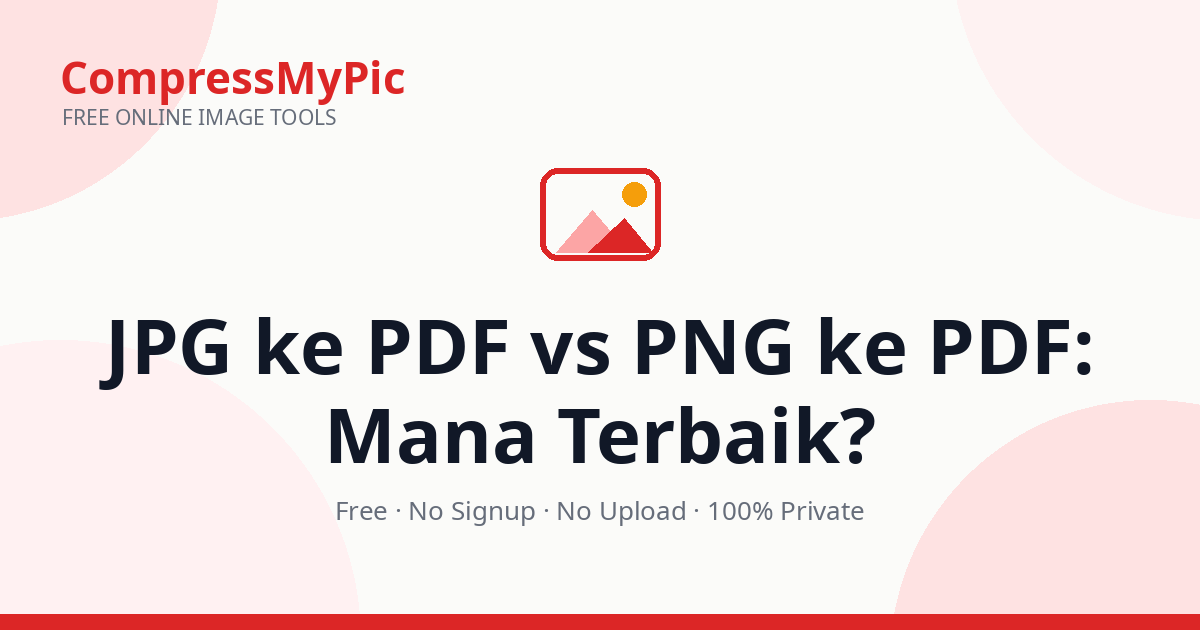 CompressMyPic
FREE ONLINE IMAGE TOOLS
JPG ke PDF vs PNG ke PDF:
Mana Terbaik?
Free · No Signup · No Upload · 100% Private